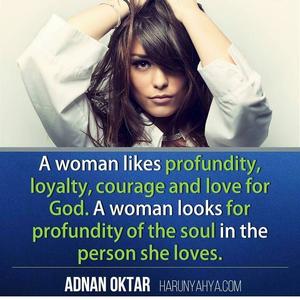 A woman likes profundity,
loyalty, courage and love for
God. A woman looks for
profundity of the soul in the
person she loves.
ADNAN OKTAR HARUNYAHYA.COM